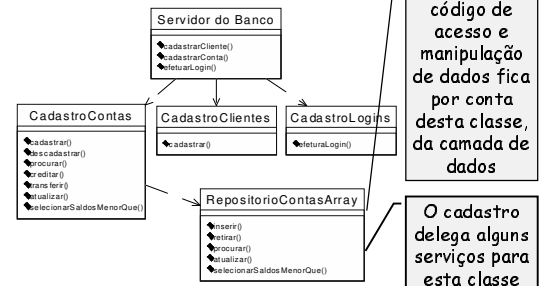 Servidor do Banco
cadastrarCliente()
cadastrarConta()
efetuarLogin()
CadastroContas
cadastrar()
descadastrar()
procurar()
creditar()
transferir()
atualizar()
selecionarSaldosMenorQue()
CadastroClientes
cadastrar()
CadastroLogins
efeturaLogin()
RepositorioContasArray
inserir()
retirar()
procurar()
atualizar()
selecionarSaldosMenorQue()
código de
acesso e
manipulação
de dados fica
por conta
desta classe,
da camada de
dados
O cadastro
delega alguns
serviços para
esta classe